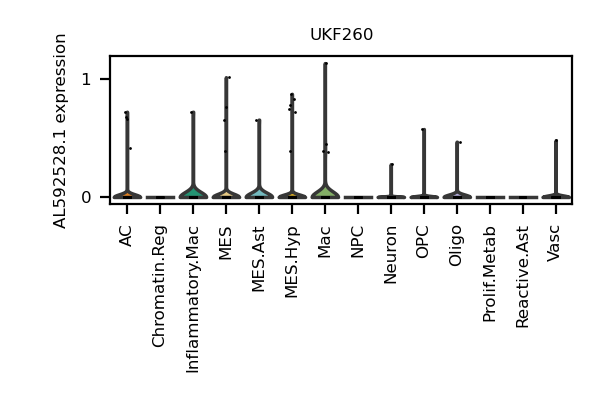 UKF260
AL592528.1 expression
1
0
AC
Chromatin.Reg
Inflammatory.Mac
MES
MES.Ast
MES.Hyp
Mac
NPC
Neuron
OPC
Oligo
Prolif.Metab
Reactive.Ast
Vasc